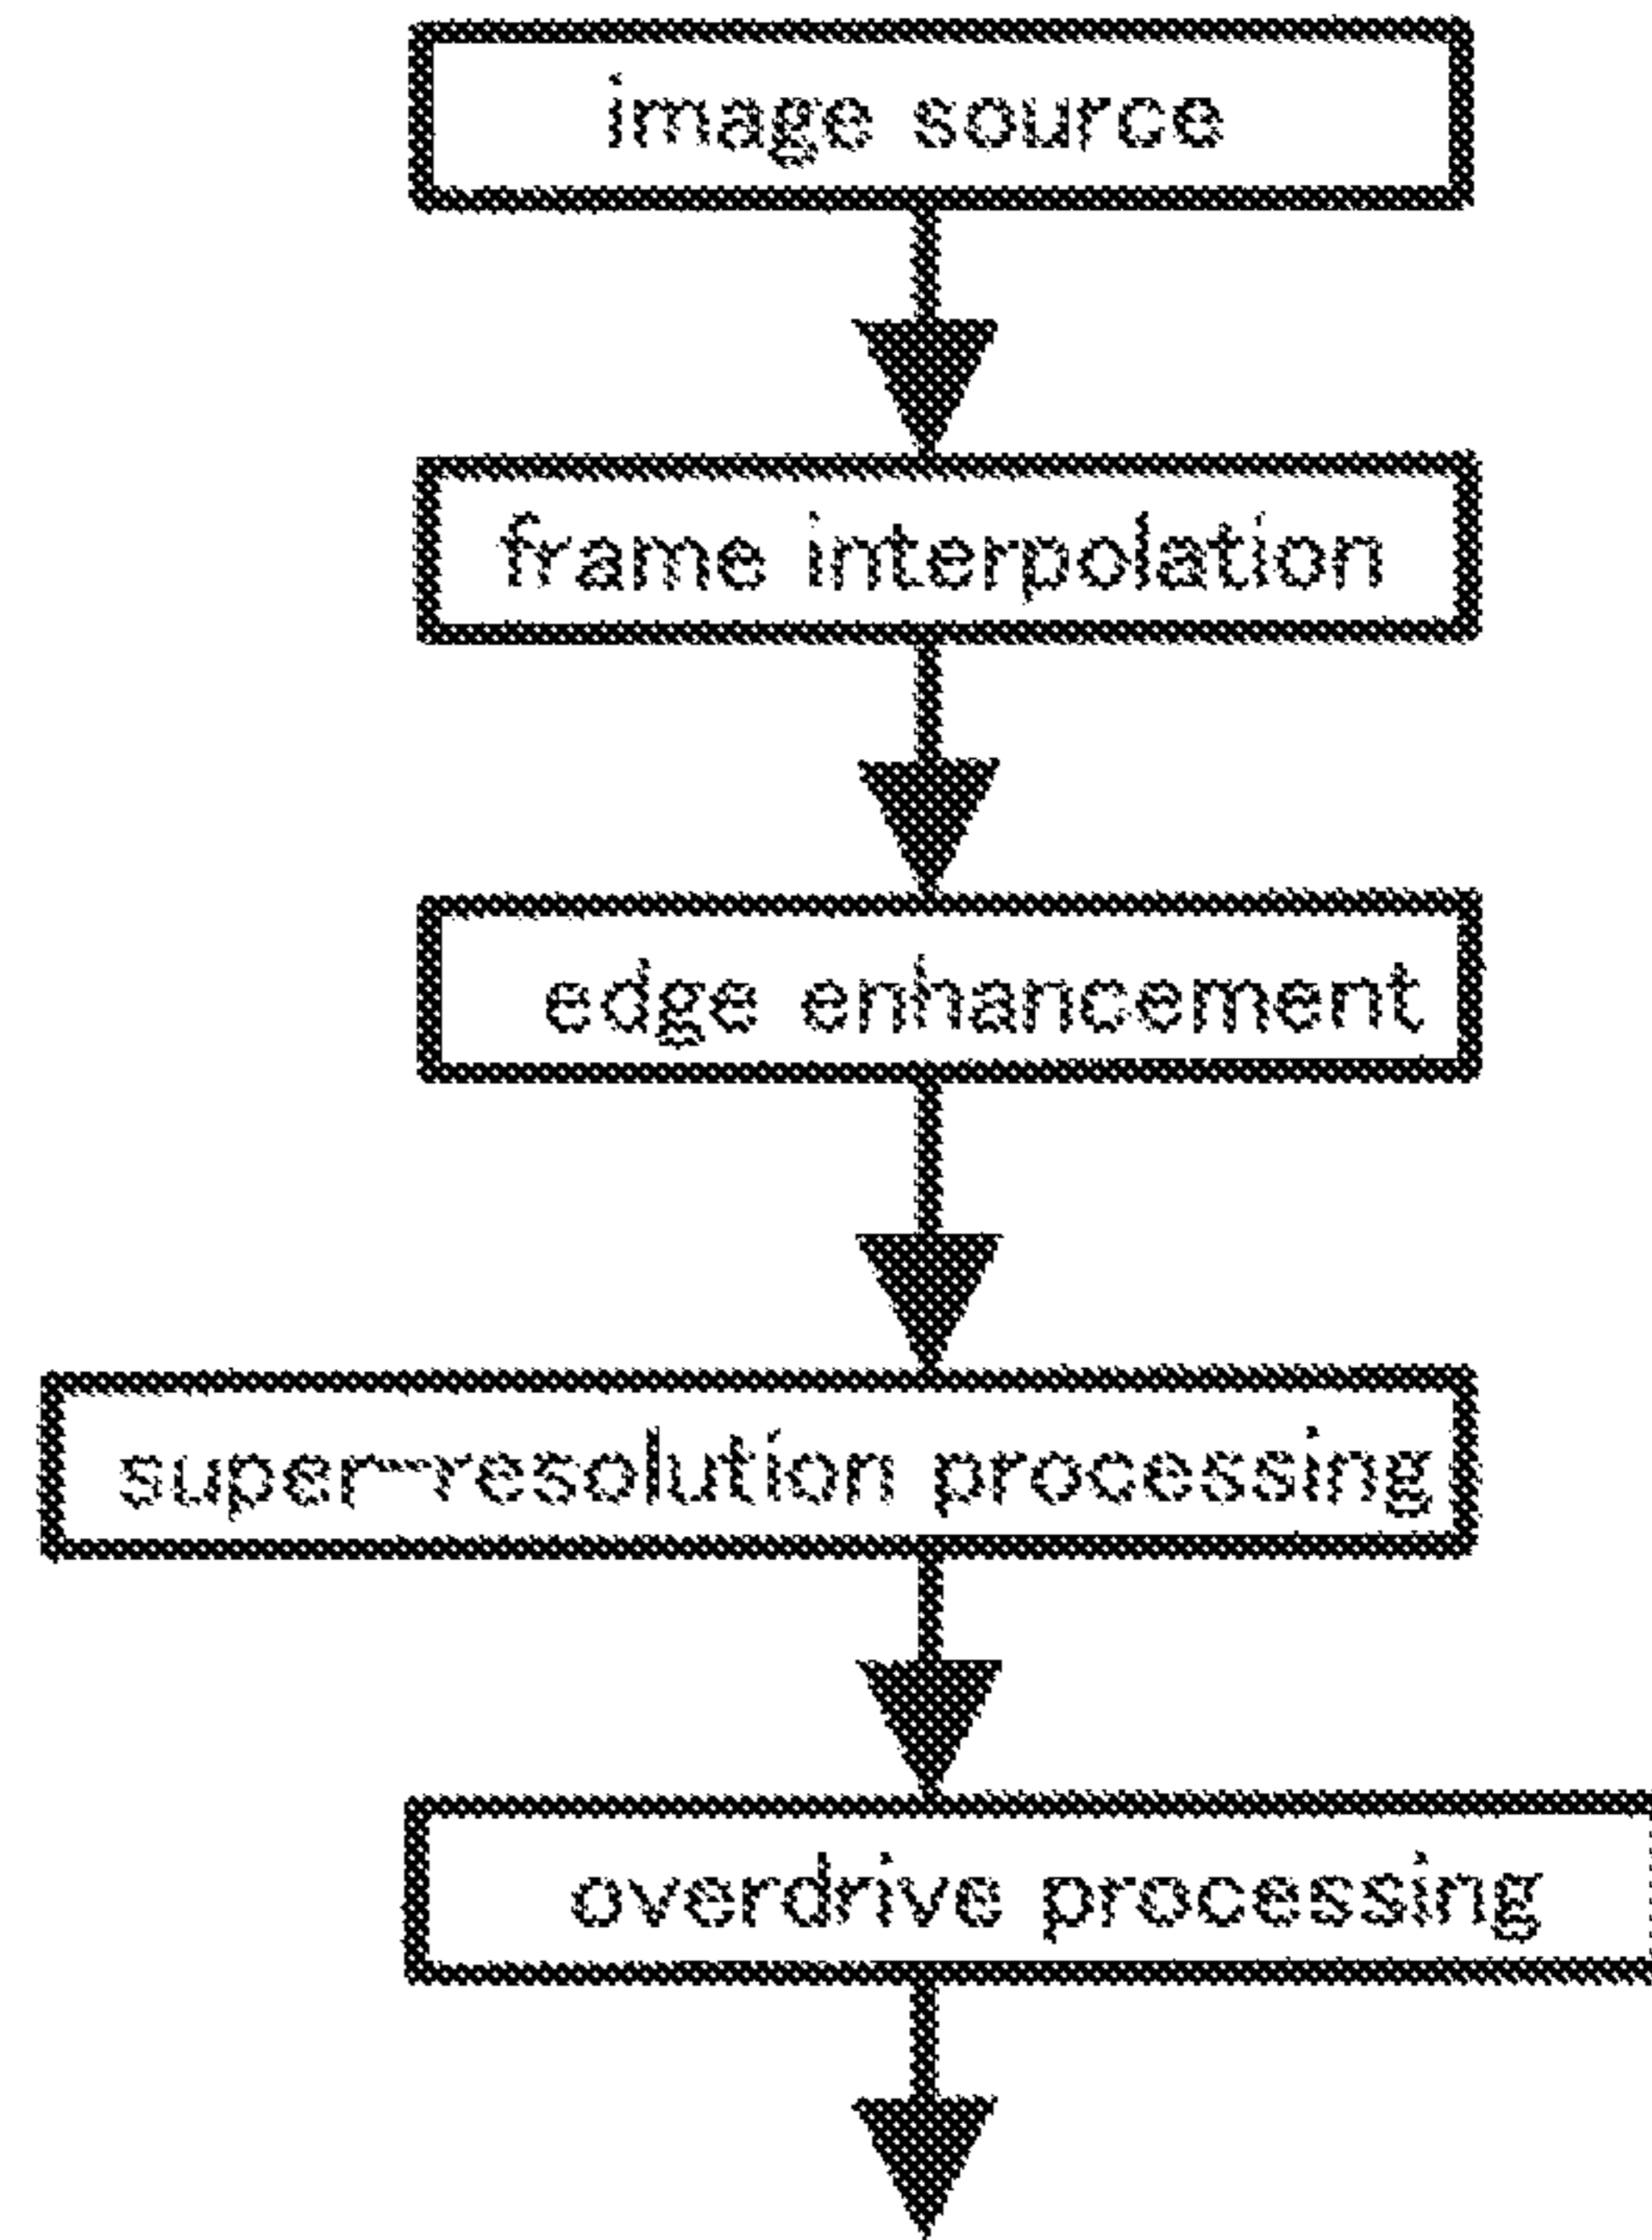 image source
frame interpolation
edge enhancement
super-resolution processing
overdrive processing